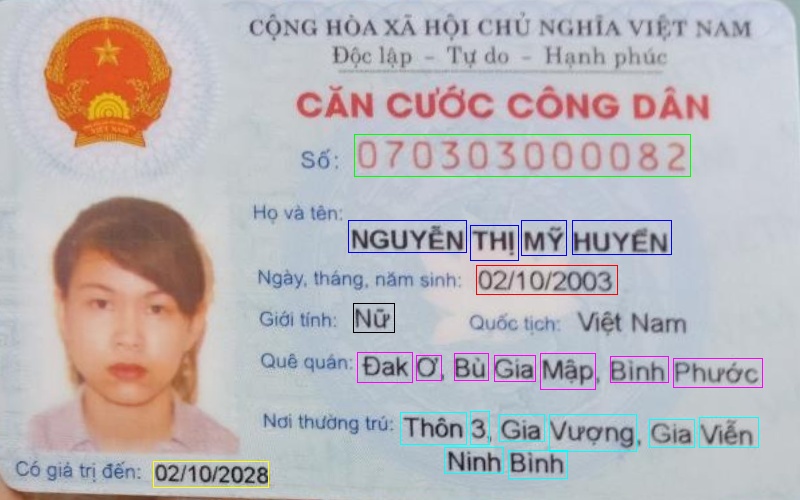 CỘNG HÒA XÃ HỘI CHỦ NGHĨA VIỆT NAM
Độc lập - Tự do - Hạnh phúc
CĂN CƯỚC CÔNG DÂN
Số: 070303000082
Họ và tên:
NGUYỄN THỊ MỸ HUYỀN
Ngày, tháng, năm sinh: 02/10/2003
Giới tính: Nữ Quốc tịch: Việt Nam
Quê quán: Đak Ơ, Bù Gia Mập, Bình Phước
Nơi thường trú: Thôn 3, Gia Vượng, Gia Viễn
Ninh Bình
Có giá trị đến: 02/10/2028
VIỆT NAM